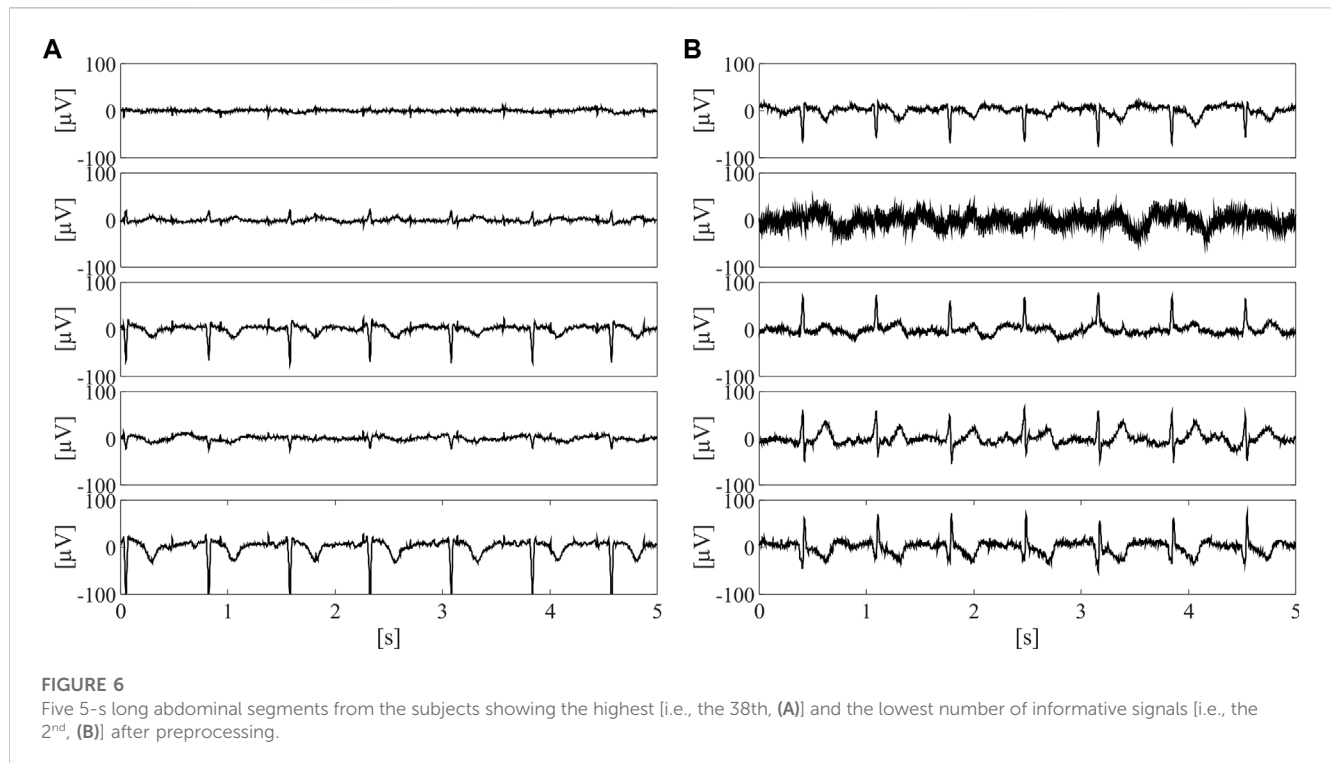 A
100
[µV]
0
-100
100
[µV]
0
-100
100
[µV]
0
-100
100
[µV]
0
-100
100
[µV]
0
-100
0 1 2 3 4 5
[s]
B
100
[µV]
0
-100
100
[µV]
0
-100
100
[µV]
0
-100
100
[µV]
0
-100
100
[µV]
0
-100
0 1 2 3 4 5
[s]
FIGURE 6
Five 5-s long abdominal segments from the subjects showing the highest [i.e., the 38th, (A)] and the lowest number of informative signals [i.e., the
2nd, (B)] after preprocessing.